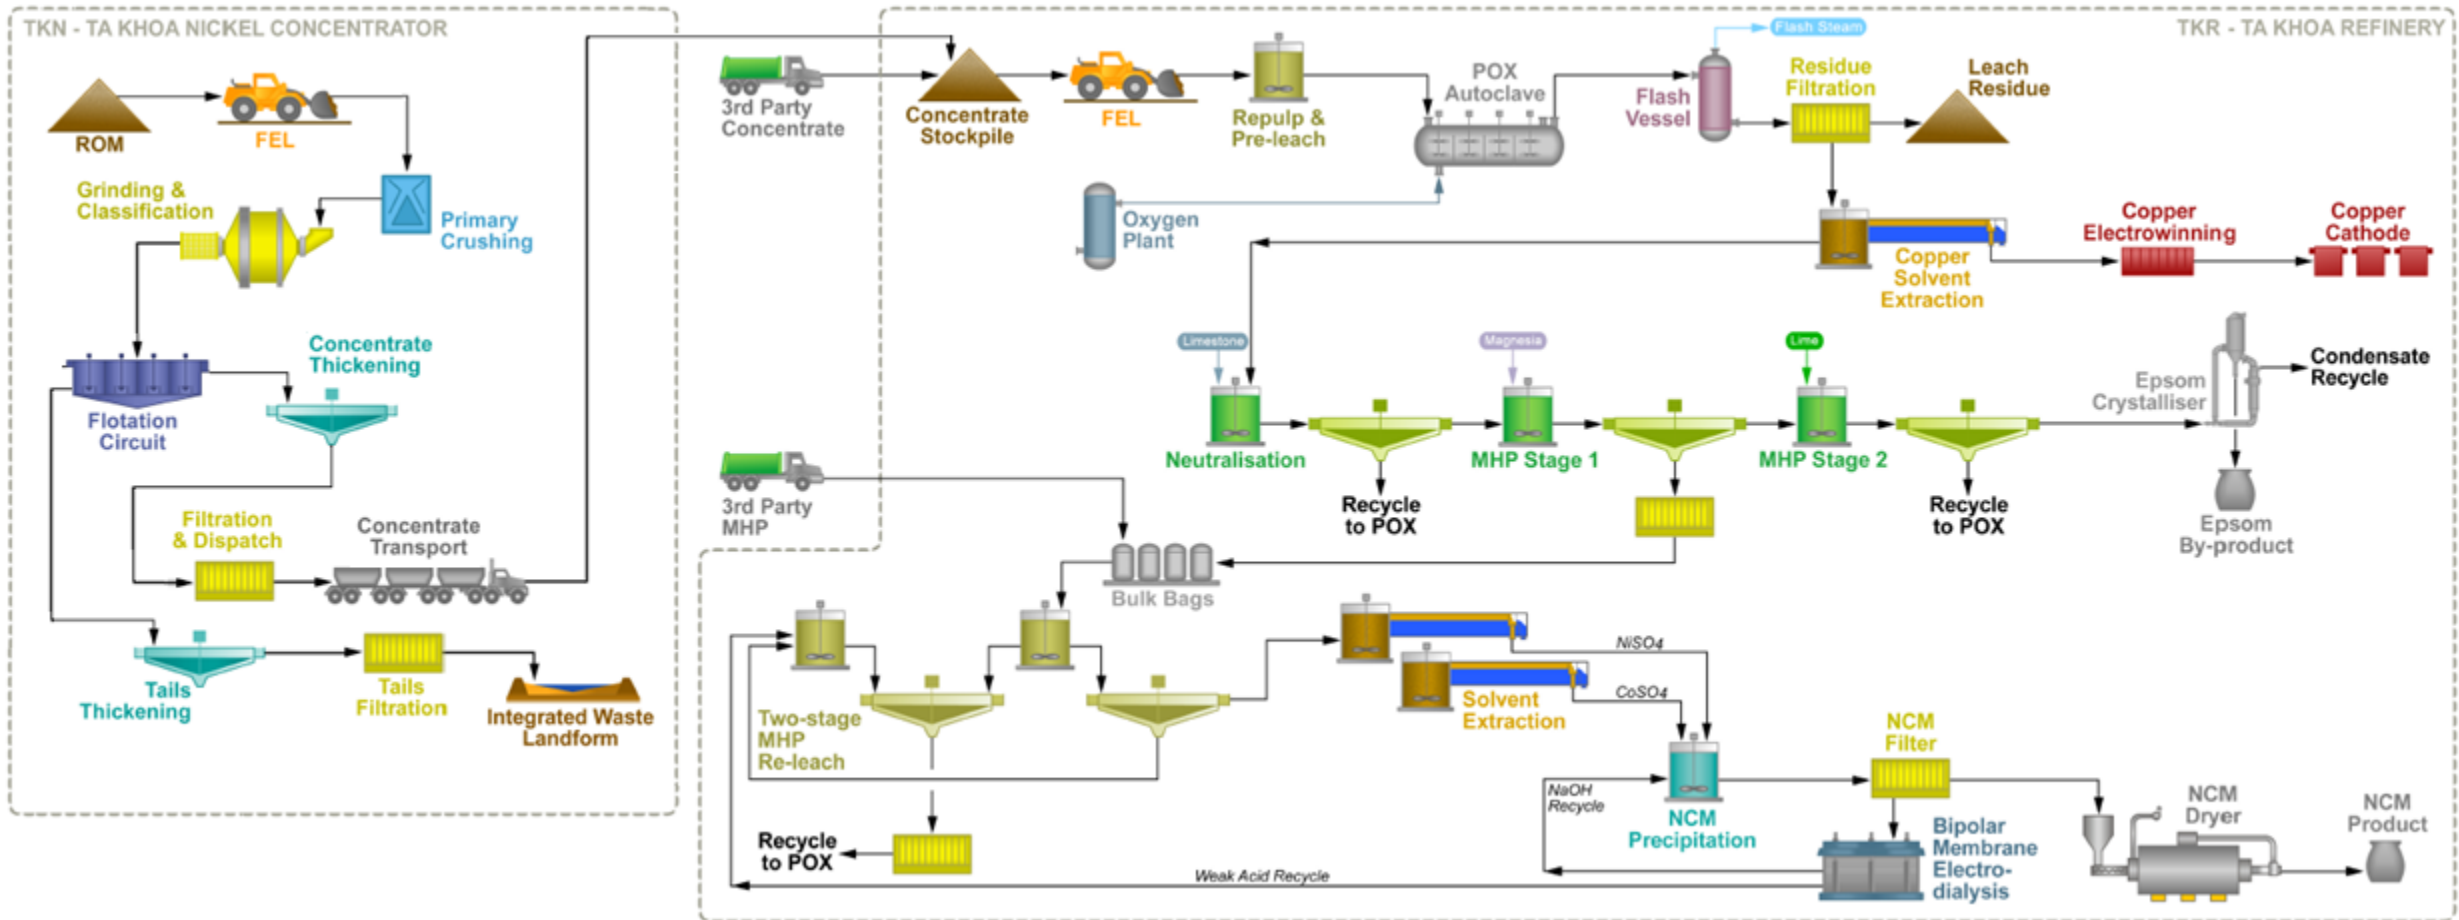 TKN - TA KHOA NICKEL CONCENTRATOR
ROM
FEL
Grinding &
Classification
Primary
Crushing
Concentrate
Thickening
Flotation
Circuit
Filtration
& Dispatch
Concentrate
Transport
Tails
Thickening
Tails
Filtration
Integrated Waste
Landform
TKR - TA KHOA REFINERY
3rd Party
Concentrate
Concentrate
Stockpile
FEL
Repulp &
Pre-leach
POX
Autoclave
Flash Steam
Flash
Vessel
Residue
Filtration
Leach
Residue
Oxygen
Plant
Copper
Solvent
Extraction
Copper
Electrowinning
Copper
Cathode
Limestone
Magnesia
Lime
Neutralisation
MHP Stage 1
MHP Stage 2
Epsom
Crystalliser
Condensate
Recycle
Recycle
to POX
Recycle
to POX
Epsom
By-product
3rd Party
MHP
Bulk Bags
Two-stage
MHP
Re-leach
NiSO4
CoSO4
Solvent
Extraction
NCM
Filter
NaOH
Recycle
NCM
Precipitation
Bipolar
Membrane
Electro-
dialysis
NCM
Dryer
NCM
Product
Recycle
to POX
Weak Acid Recycle